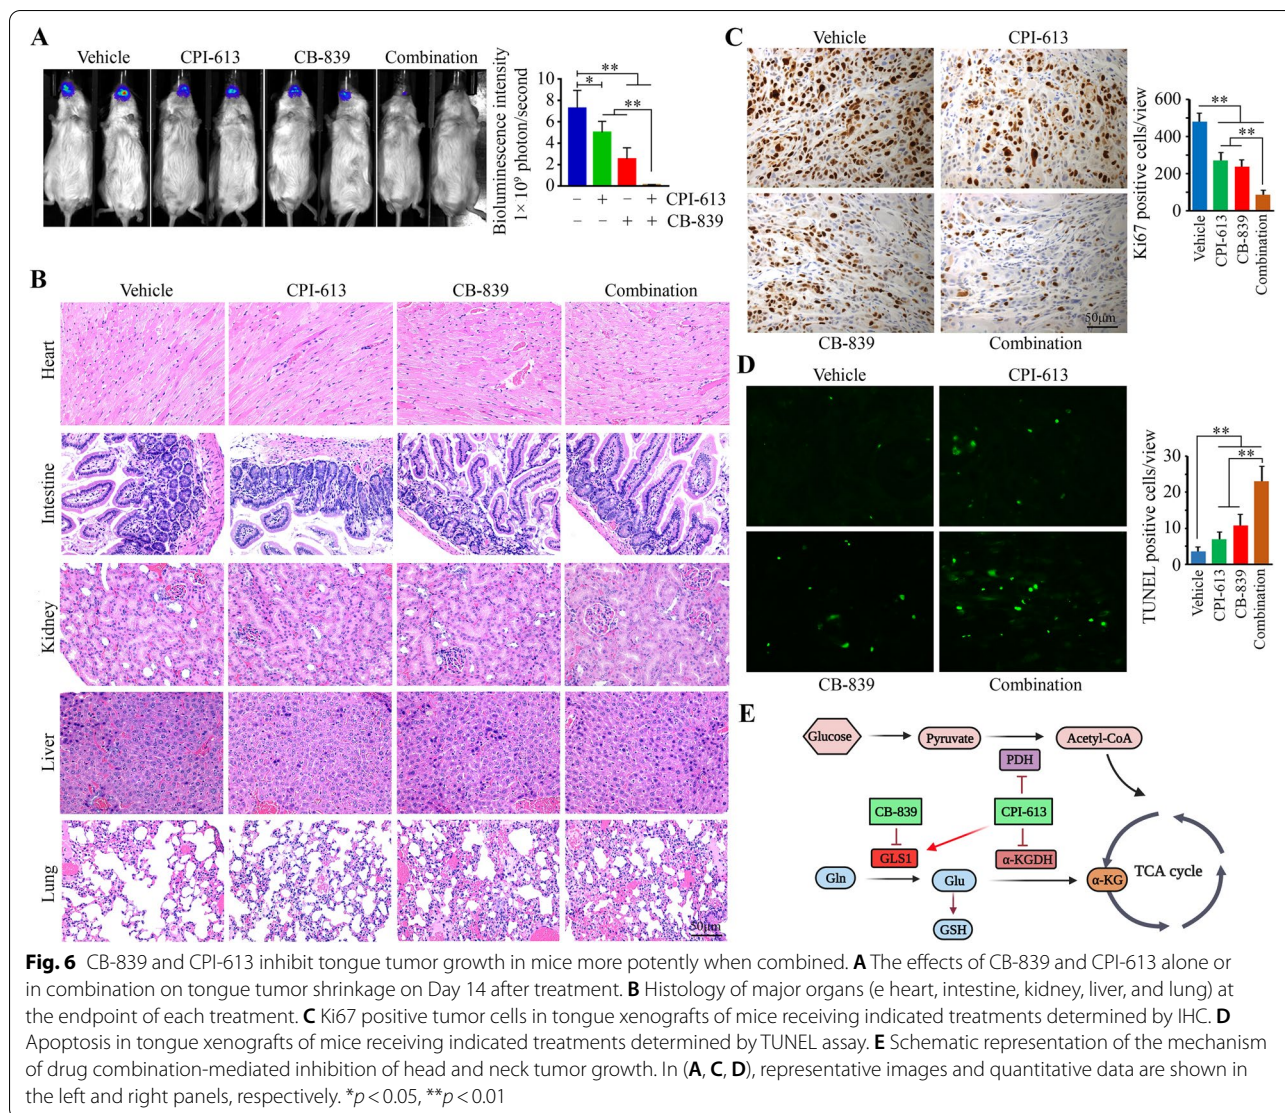 A
Vehicle CPI-613 CB-839 Combination
Bioluminescence intensity
1× 10⁹ photon/second
10
8
6
4
2
0
** 
*
**
− + − + CPI-613
− − + + CB-839
B
Vehicle CPI-613 CB-839 Combination
Heart
Intestine
Kidney
Liver
Lung
50μm
C
Vehicle CPI-613
CB-839 Combination
50μm
Ki67 positive cells/view
600
400
200
0
**
**
Vehicle
CPI-613
CB-839
Combination
D
Vehicle CPI-613
CB-839 Combination
TUNEL positive cells/view
30
20
10
0
**
**
Vehicle
CPI-613
CB-839
Combination
E
Glucose Pyruvate Acetyl-CoA
PDH
CB-839 CPI-613
GLS1 α-KGDH
Gln Glu α-KG TCA cycle
GSH
Fig. 6 CB-839 and CPI-613 inhibit tongue tumor growth in mice more potently when combined. A The effects of CB-839 and CPI-613 alone or
in combination on tongue tumor shrinkage on Day 14 after treatment. B Histology of major organs (e heart, intestine, kidney, liver, and lung) at
the endpoint of each treatment. C Ki67 positive tumor cells in tongue xenografts of mice receiving indicated treatments determined by IHC. D
Apoptosis in tongue xenografts of mice receiving indicated treatments determined by TUNEL assay. E Schematic representation of the mechanism
of drug combination-mediated inhibition of head and neck tumor growth. In (A, C, D), representative images and quantitative data are shown in
the left and right panels, respectively. *p < 0.05, **p < 0.01